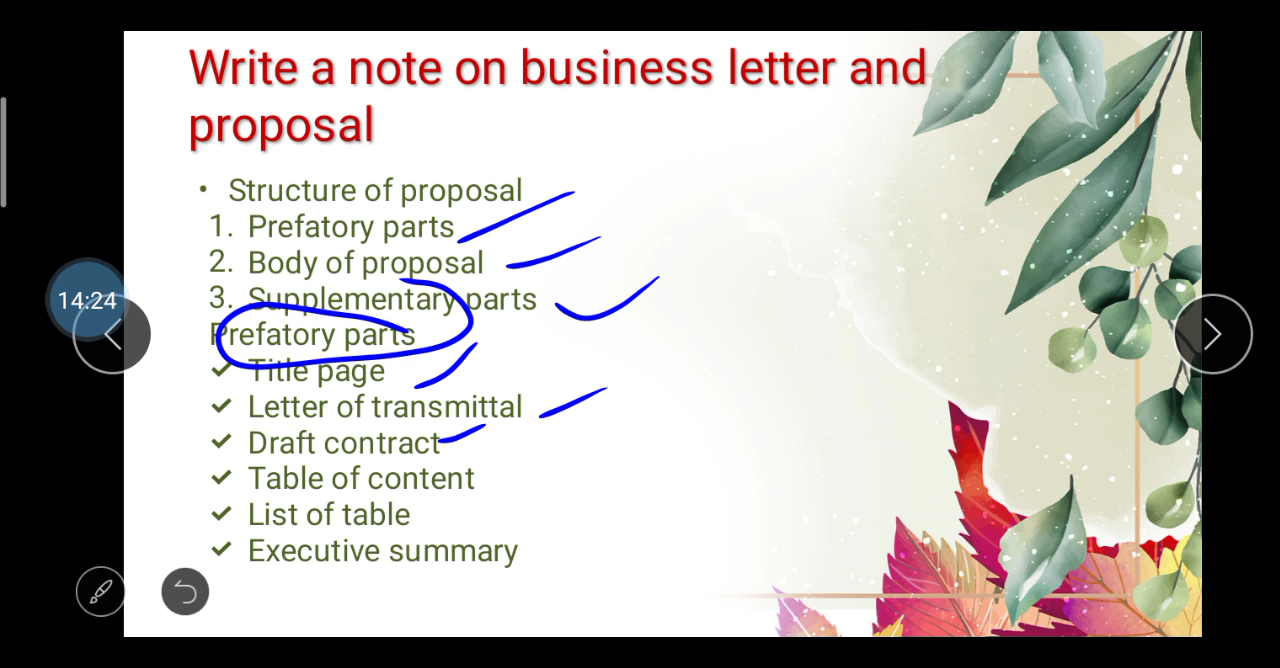 Write a note on business letter and
proposal
• Structure of proposal
1. Prefatory parts
2. Body of proposal
3. Supplementary parts
Prefatory parts
✓ Title page
✓ Letter of transmittal
✓ Draft contract
✓ Table of content
✓ List of table
✓ Executive summary
14:24